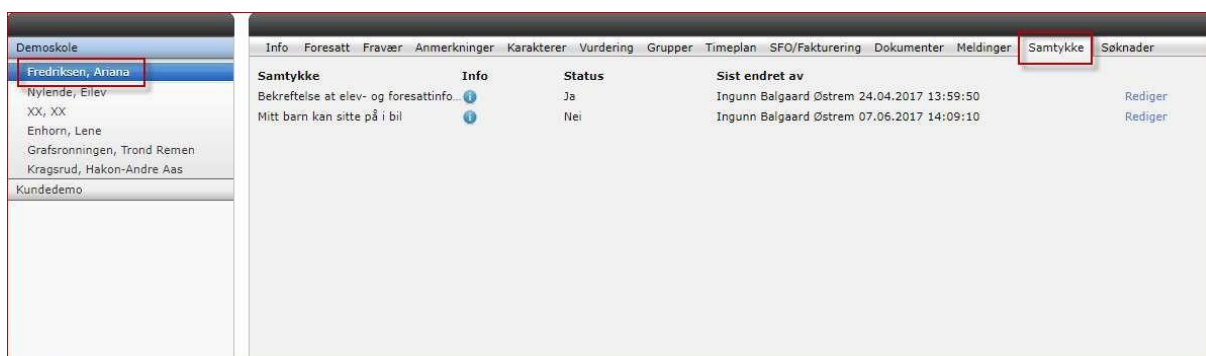 Demoskole
Fredriksen, Ariana
Nylende, Eilev
XX, XX
Enhorn, Lene
Grafsronningen, Trond Remen
Kragsrud, Hakon-Andre Aas
Kundedemo
Info Foresatt Fravær Anmerkninger Karakterer Vurdering Grupper Timeplan SFO/Fakturering Dokumenter Meldinger Samtykke Søknader
Samtykke Info Status Sist endret av
Bekreftelse at elev- og foresattinfo... Ja Ingunn Balgaard Østrem 24.04.2017 13:59:50 Rediger
Mitt barn kan sitte på i bil Nei Ingunn Balgaard Østrem 07.06.2017 14:09:10 Rediger